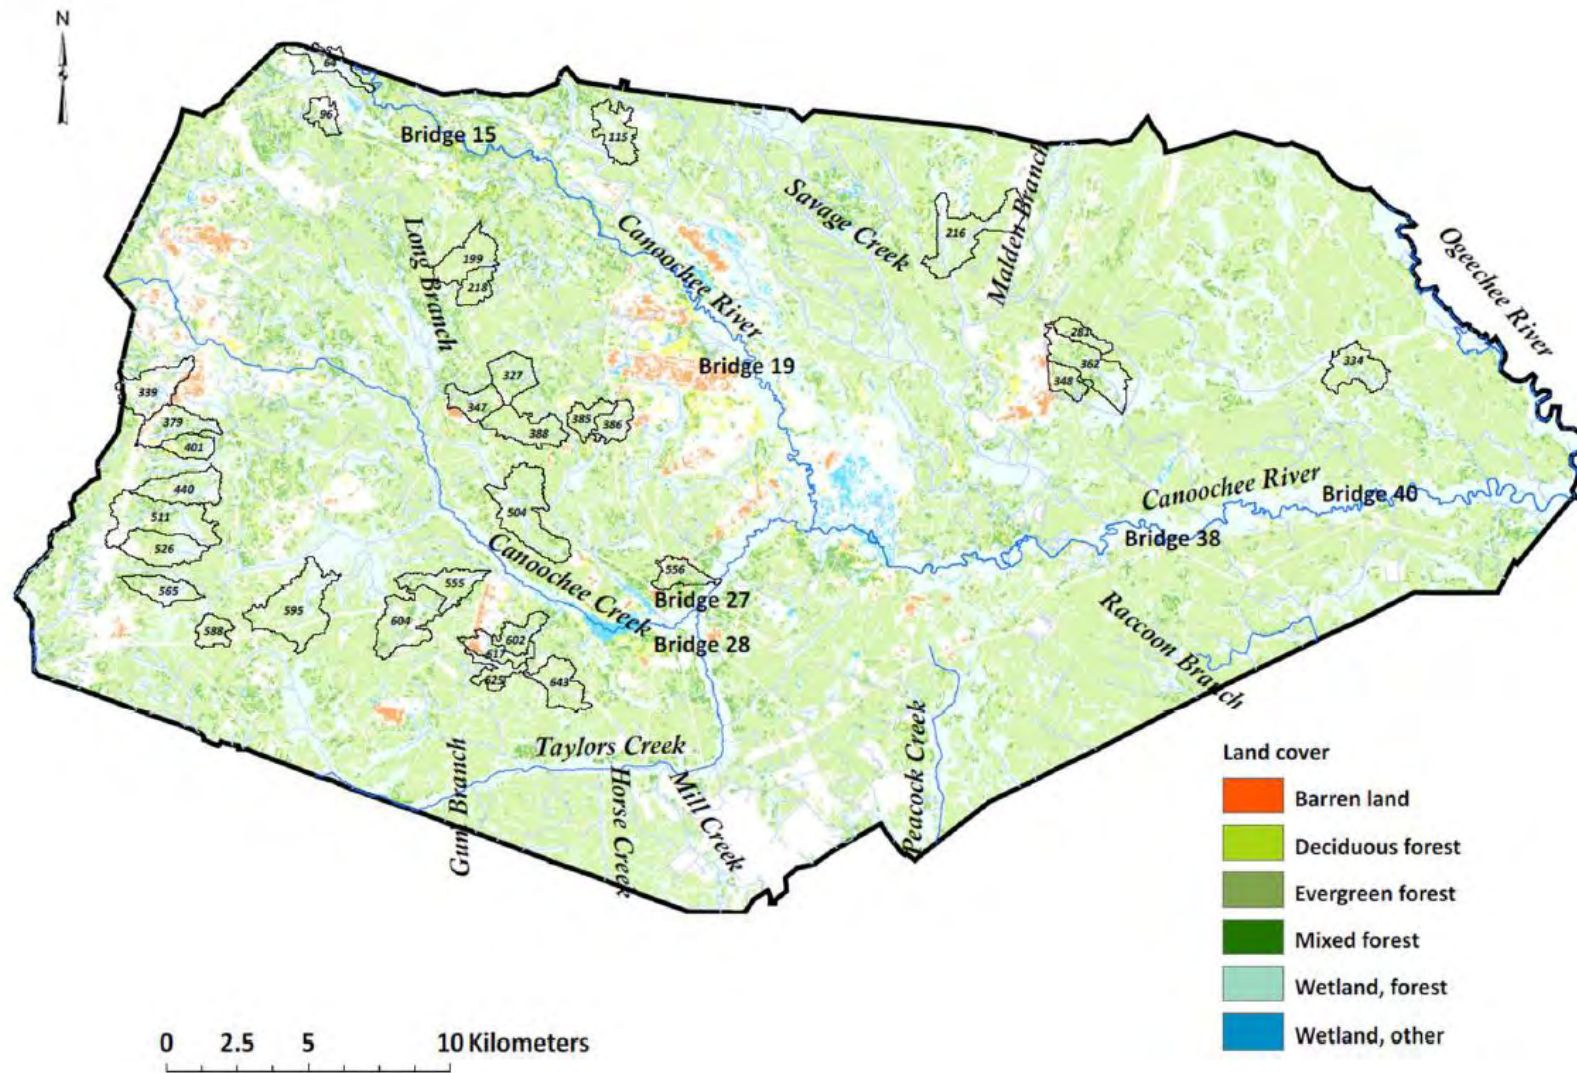 N
64
96
Bridge 15
115
Savage Creek
Malden Branch
216
Long Branch
199
218
Canoochee River
Ogeechee River
281
362
348
334
Bridge 19
327
347
388
385
386
339
379
401
440
511
526
565
588
595
504
Canoochee Creek
555
604
556
Bridge 27
Bridge 28
602
617
625
643
Canoochee River
Bridge 40
Bridge 38
Raccoon Branch
Taylors Creek
Gum Branch
Horse Creek
Mill Creek
Peacock Creek
Land cover
Barren land
Deciduous forest
Evergreen forest
Mixed forest
Wetland, forest
Wetland, other
0 2.5 5 10 Kilometers